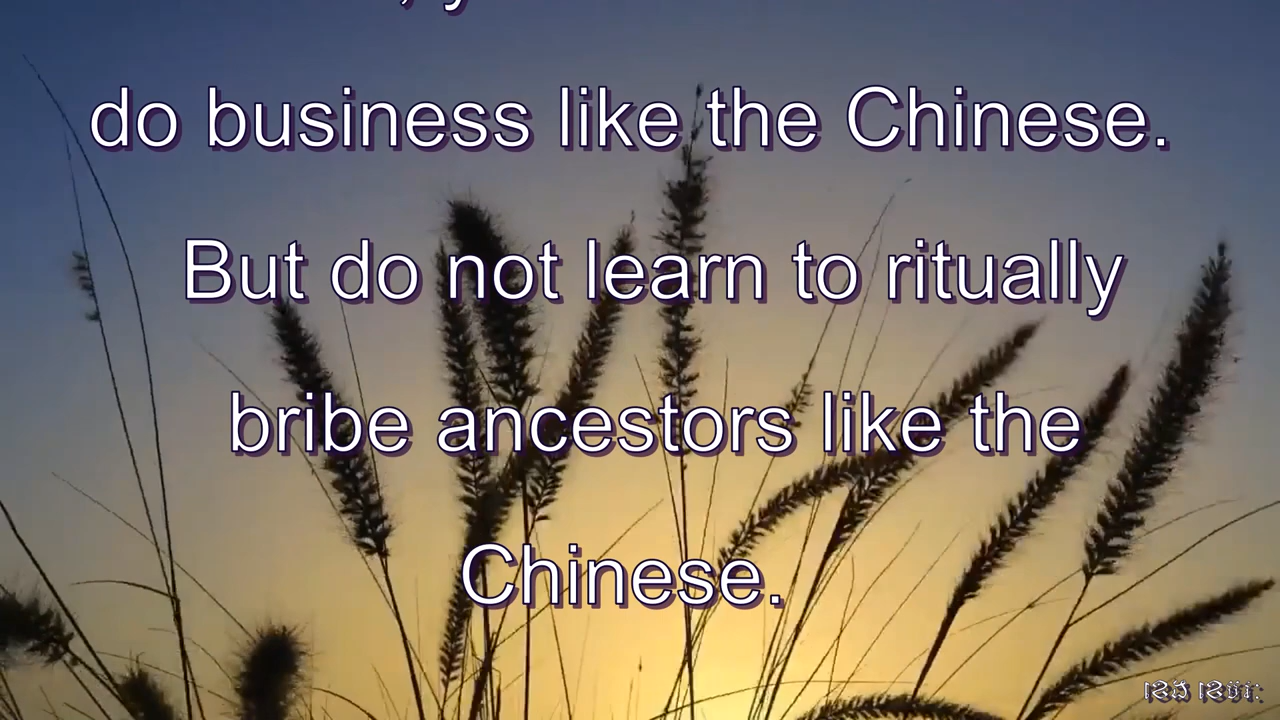 do business like the Chinese.
But do not learn to ritually
bribe ancestors like the
Chinese.